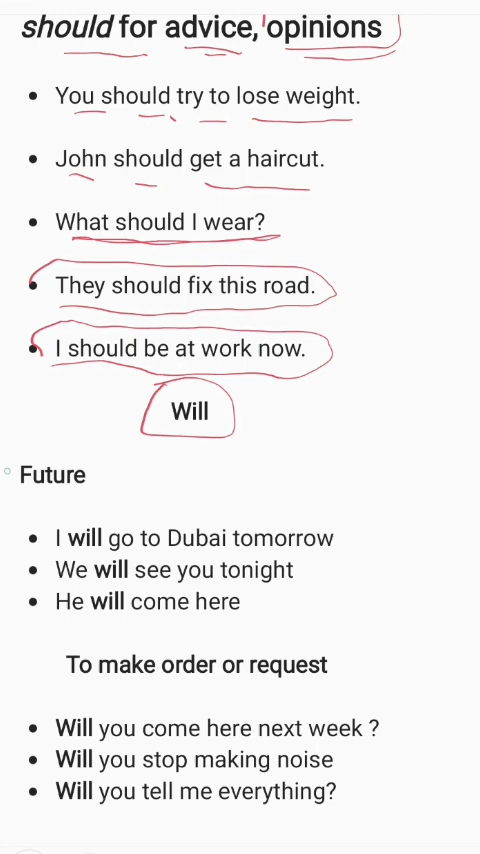 should for advice, opinions
You should try to lose weight.
John should get a haircut.
What should I wear?
They should fix this road.
I should be at work now.
Will
Future
I will go to Dubai tomorrow
We will see you tonight
He will come here
To make order or request
Will you come here next week ?
Will you stop making noise
Will you tell me everything?